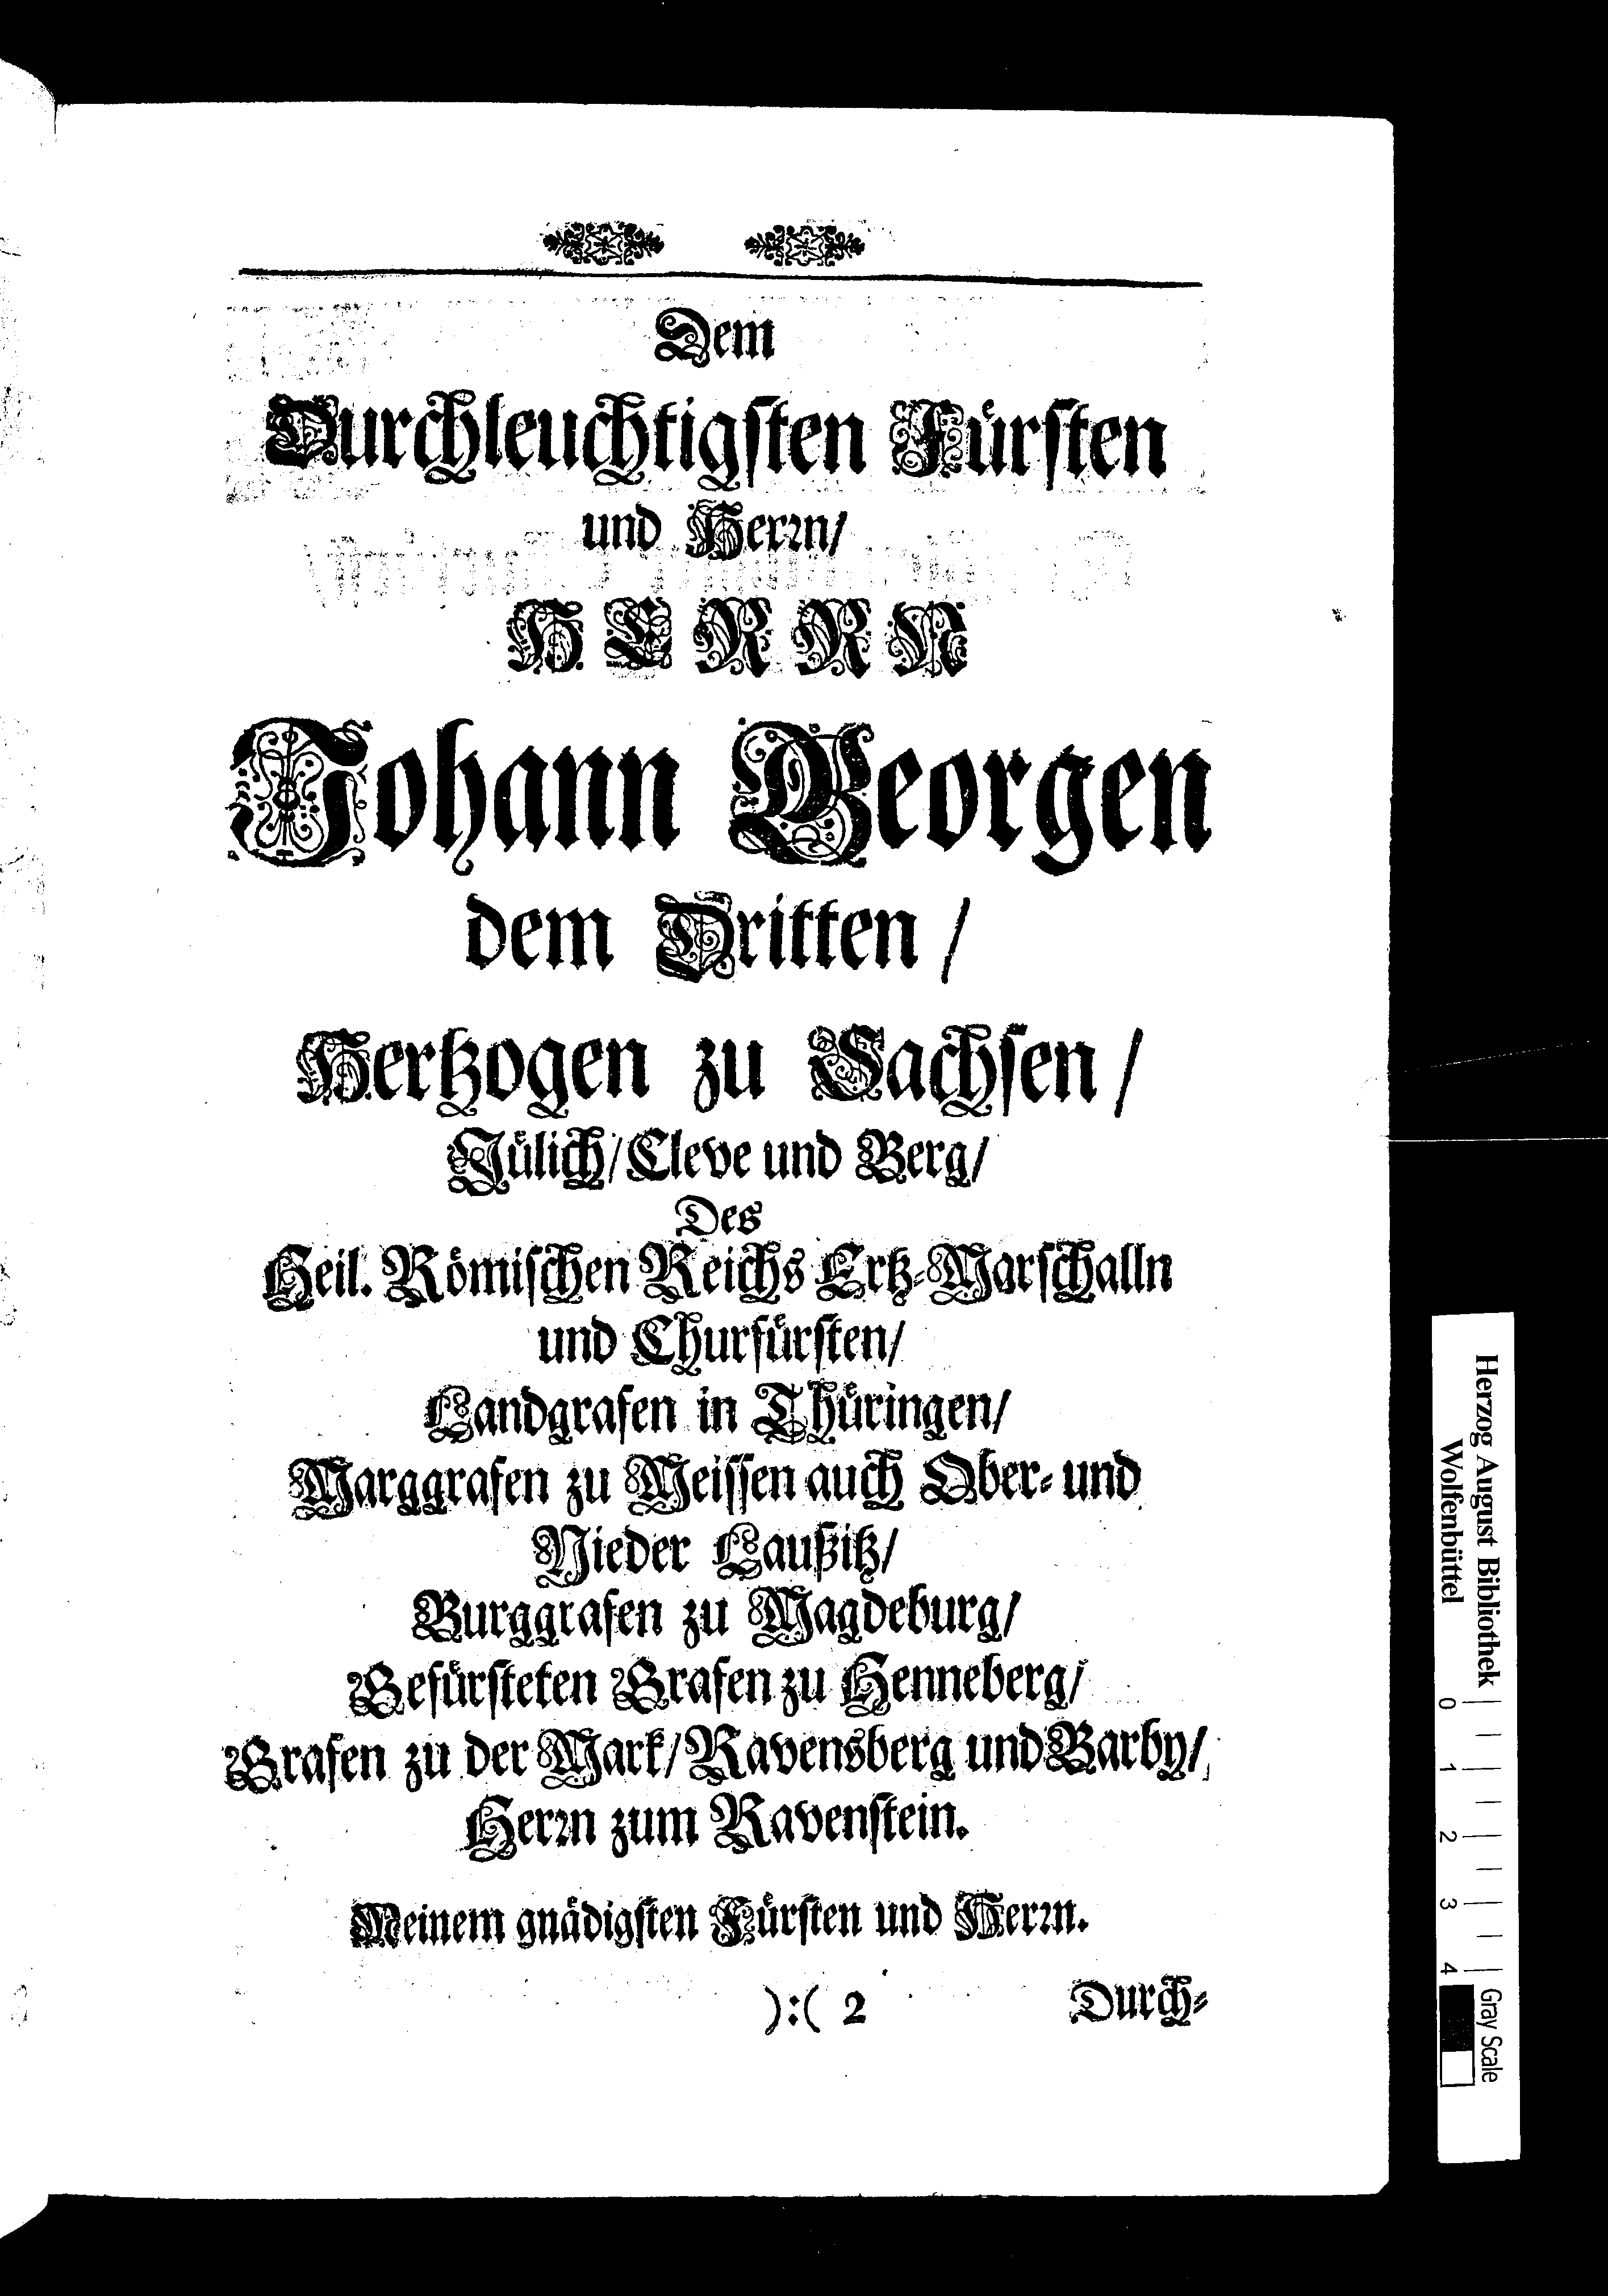 Dem
Durchleuchtigsten Fürsten
und Herrn/
HERRN
Johann Georgen
dem Dritten/
Hertzogen zu Sachsen/
Jülich/Cleve und Berg/
Des
Heil. Römischen Reichs Ertz-Marschalln
und Churfürsten/
Landgrafen in Thüringen/
Marggrafen zu Meissen auch Ober- und
Nieder Laußitz/
Burggrafen zu Magdeburg/
Gefürsteten Grafen zu Henneberg/
Grafen zu der Mark/Ravensberg und Barby/
Herrn zum Ravenstein.
Meinem gnädigsten Fürsten und Herrn.
):( 2 Durch-
Herzog August Bibliothek
Wolfenbüttel
0 1 2 3 4
Gray Scale